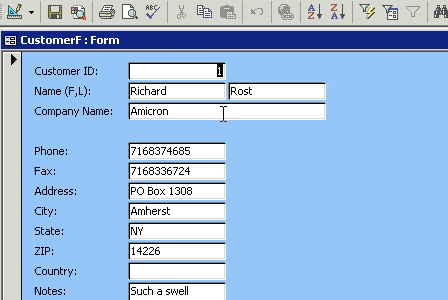 CustomerF : Form
Customer ID: 1
Name (F,L): Richard Rost
Company Name: Amicron
Phone: 7168374685
Fax: 7168336724
Address: PO Box 1308
City: Amherst
State: NY
ZIP: 14226
Country:
Notes: Such a swell